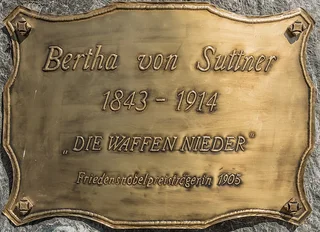 Bertha von Suttner
1843 - 1914
„DIE WAFFEN NIEDER"
Friedensnobelpreisträgerin 1905